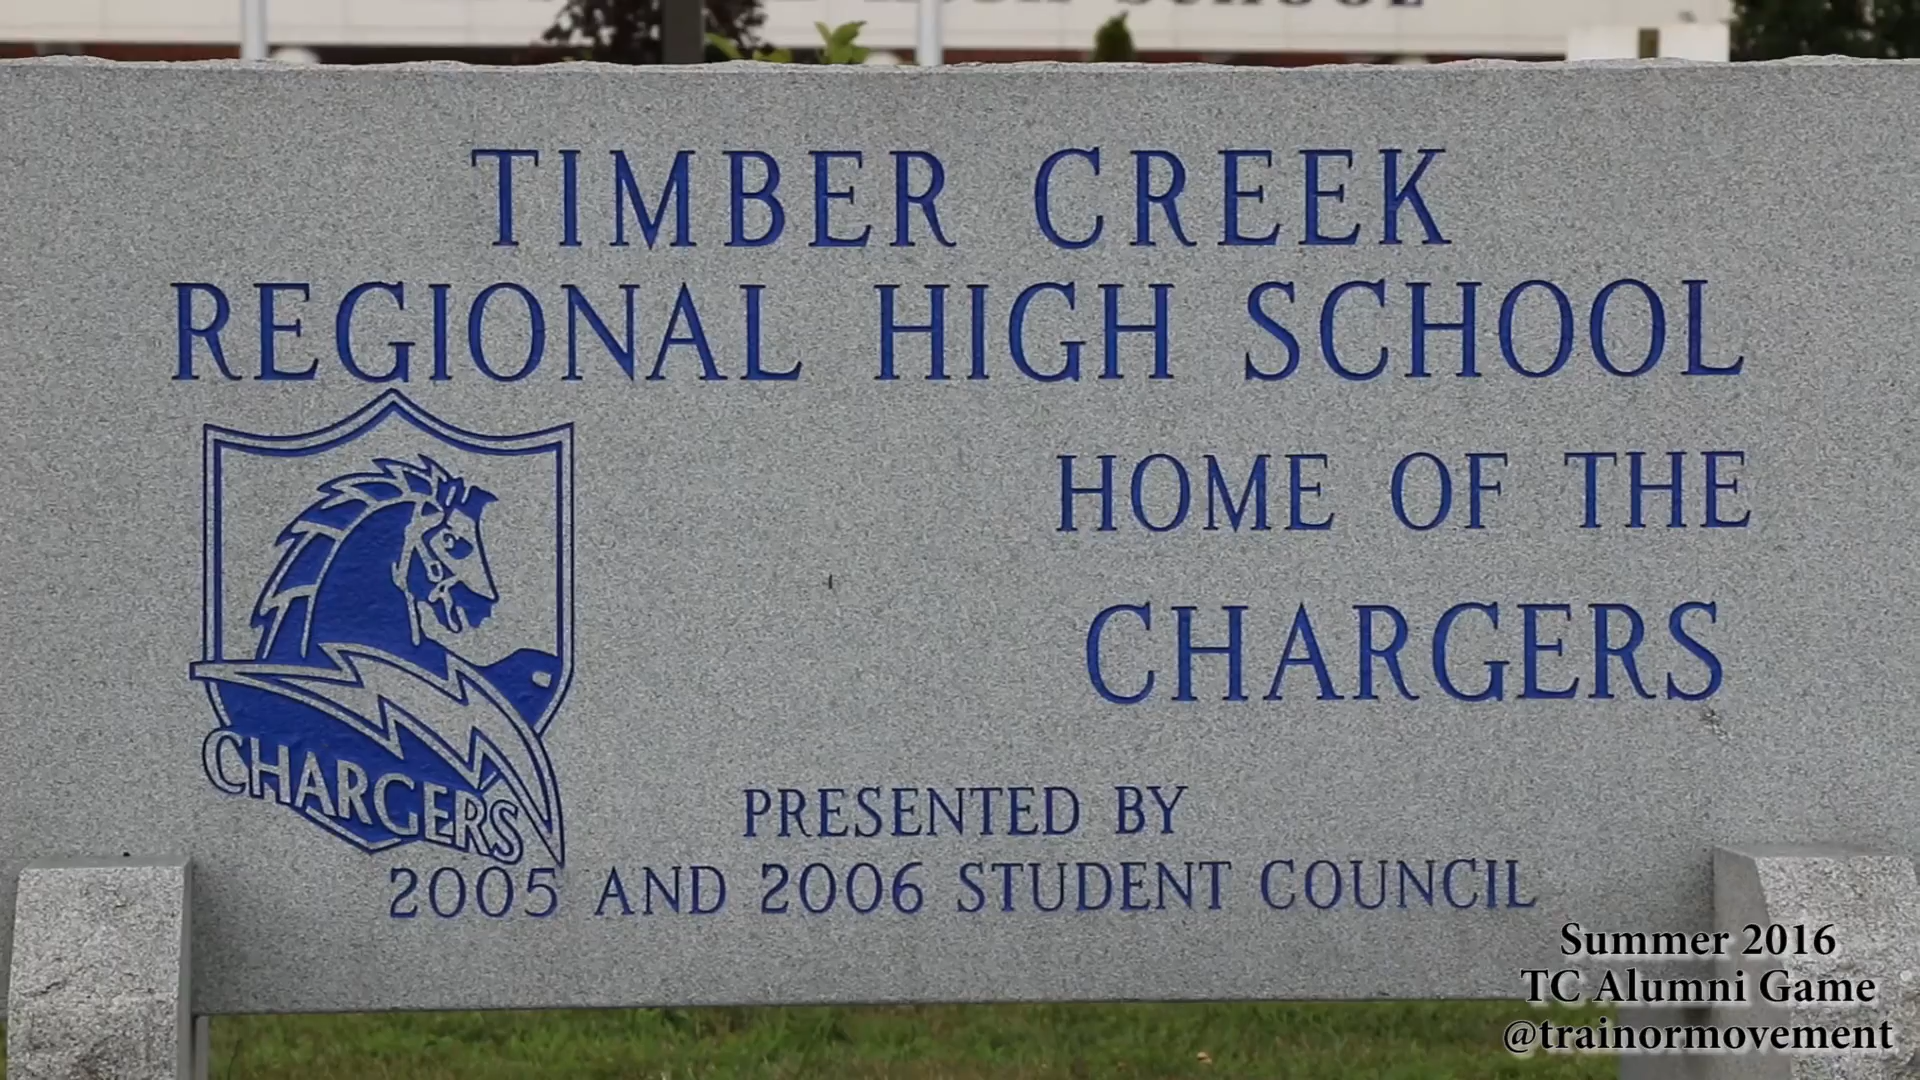 TIMBER CREEK
REGIONAL HIGH SCHOOL
HOME OF THE
CHARGERS
CHARGERS
PRESENTED BY
2005 AND 2006 STUDENT COUNCIL
Summer 2016
TC Alumni Game
@trainormovement